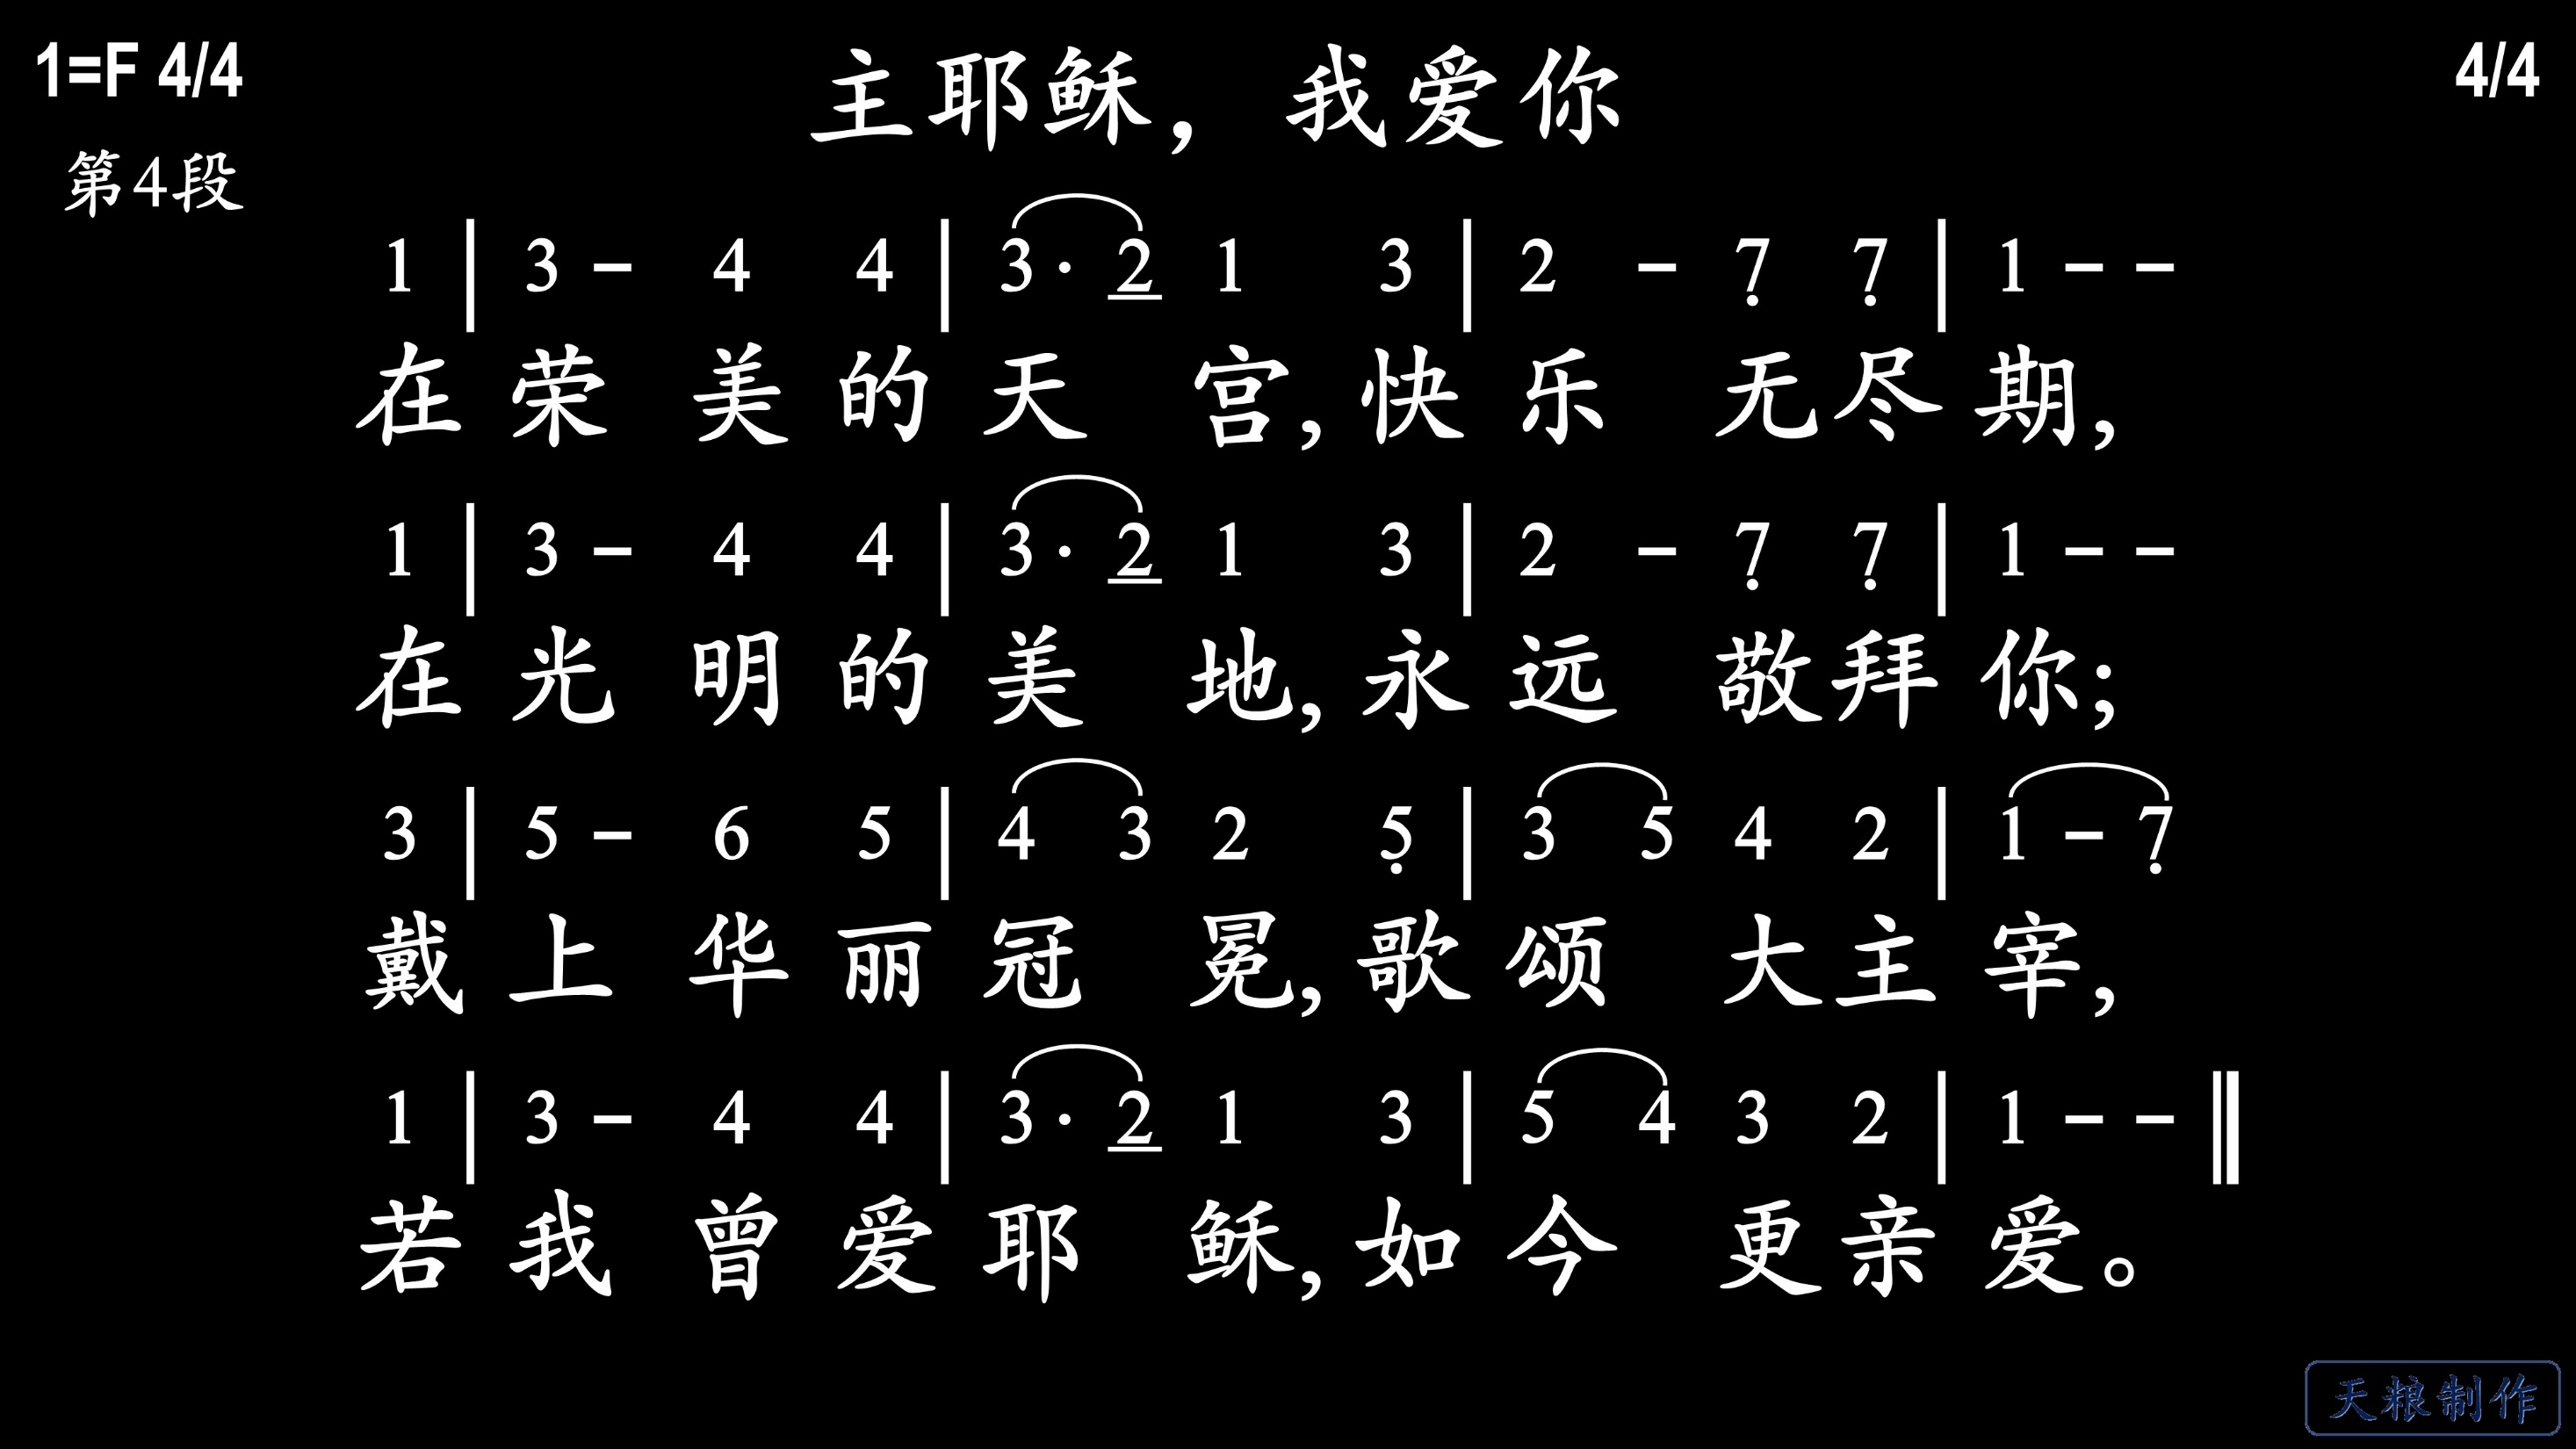 1=F 4/4
主耶稣，我爱你
4/4
第4段
1 | 3 – 4 4 | 3 · 2 1 3 | 2 – 7̣ 7̣ | 1 – –
在荣美的天宫，快乐无尽期，
1 | 3 – 4 4 | 3 · 2 1 3 | 2 – 7̣ 7̣ | 1 – –
在光明的美地，永远敬拜你；
3 | 5 – 6 5 | 4 3 2 5̣ | 3 5 4 2 | 1 – 7̣
戴上华丽冠冕，歌颂大主宰，
1 | 3 – 4 4 | 3 · 2 1 3 | 5 4 3 2 | 1 – – ‖
若我曾爱耶稣，如今更亲爱。
天粮制作